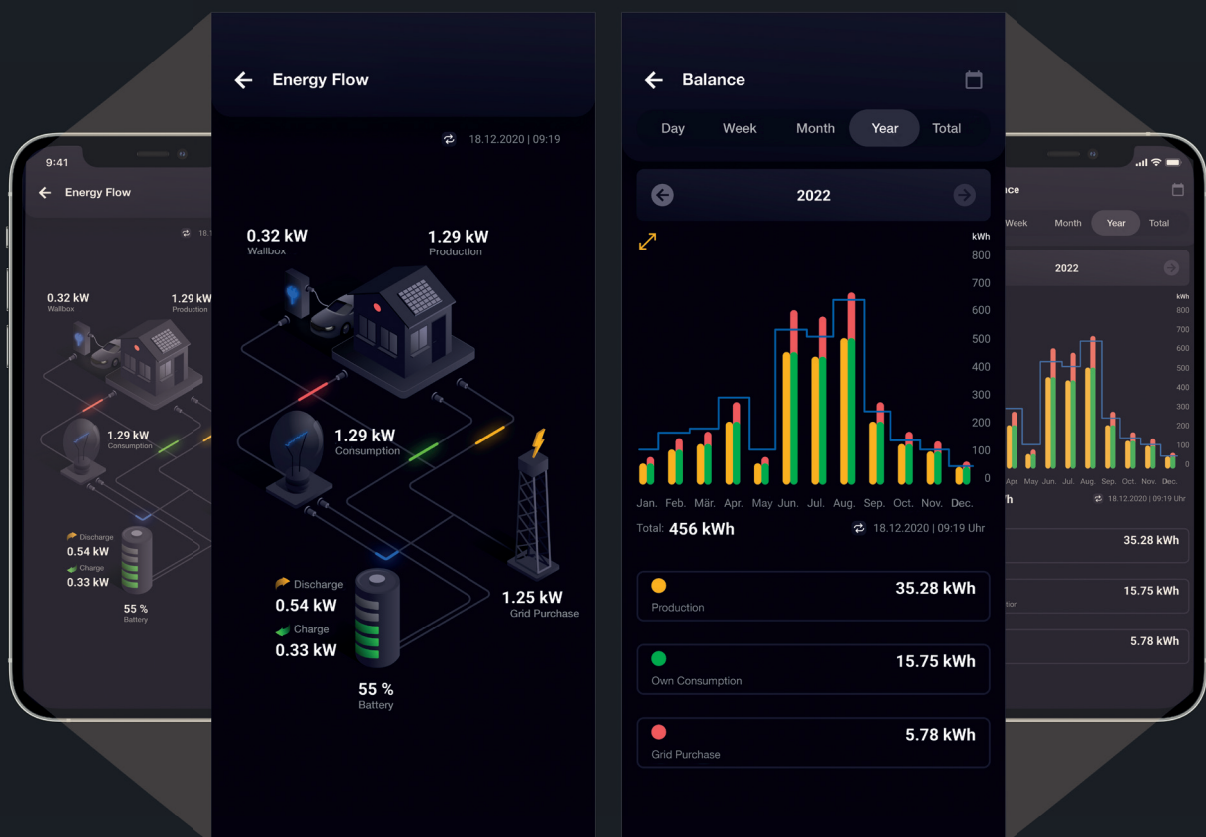 Energy Flow
18.12.2020 | 09:19
0.32 kW
Wallbox
1.29 kW
Production
1.29 kW
Consumption
Discharge
0.54 kW
Charge
0.33 kW
1.25 kW
Grid Purchase
55 %
Battery
Balance
Day Week Month Year Total
2022
kWh
800
700
600
500
400
300
200
100
0
Jan. Feb. Mär. Apr. May Jun. Jul. Aug. Sep. Oct. Nov. Dec.
Total: 456 kWh 18.12.2020 | 09:19 Uhr
35.28 kWh
Production
15.75 kWh
Own Consumption
5.78 kWh
Grid Purchase
9:41
Energy Flow
18.1
0.32 kW
Wallbox
1.29 kW
Production
1.29 kW
Consumption
Discharge
0.54 kW
Charge
0.33 kW
55 %
Battery
nce
Week Month Year Total
2022
kWh
800
700
600
500
400
300
200
100
0
Apr. May Jun. Jul. Aug. Sep. Oct. Nov. Dec.
18.12.2020 | 09:19 Uhr
35.28 kWh
15.75 kWh
5.78 kWh